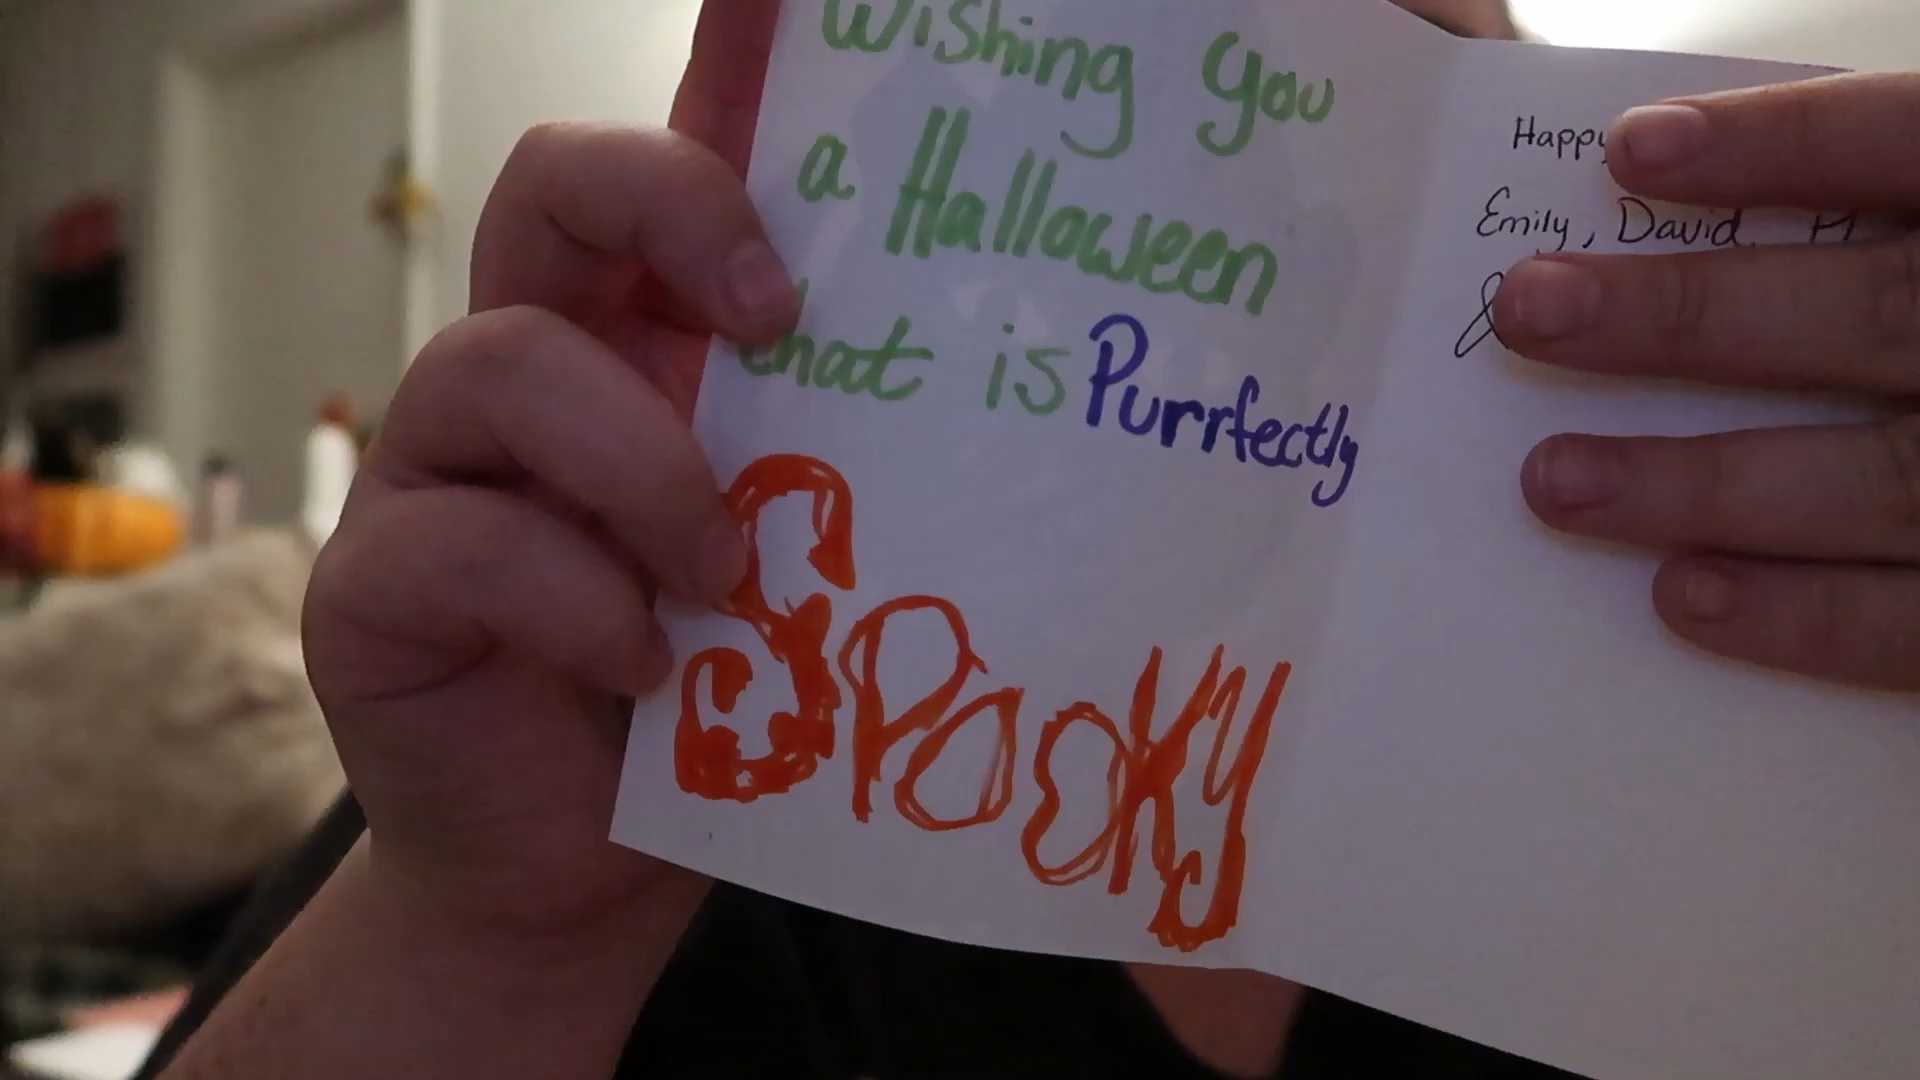 Wishing you
a Halloween
that is Purrfectly
SPOOKY
Happy
Emily, David
&